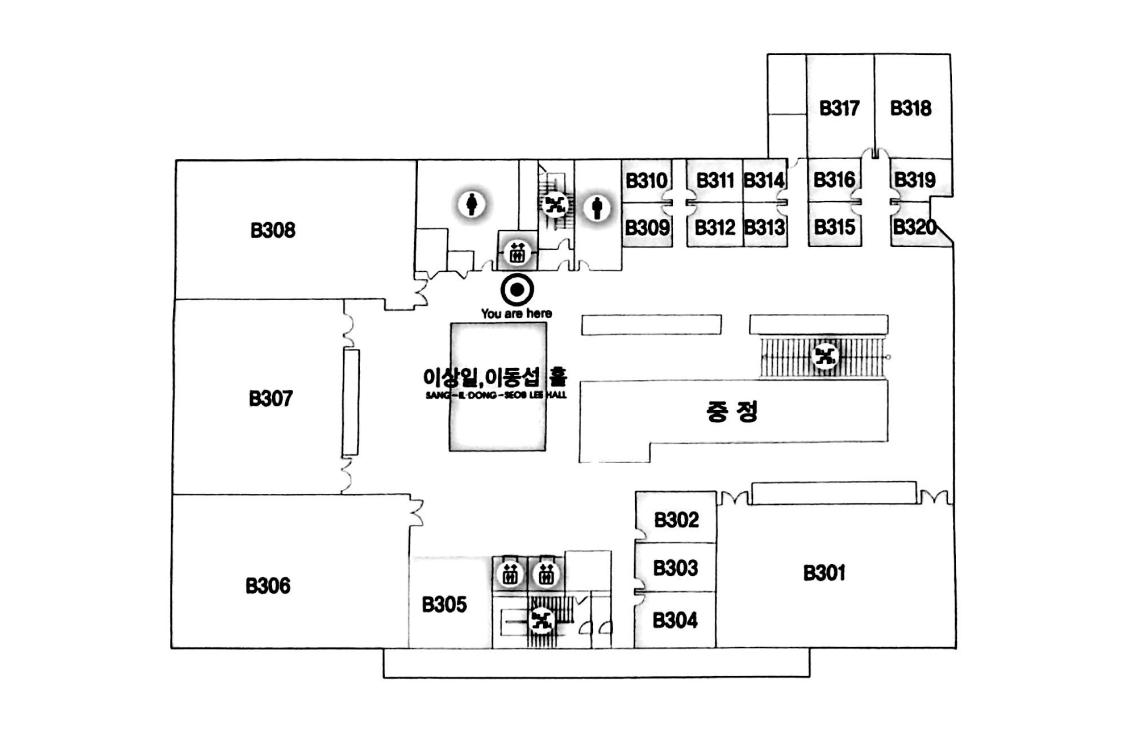 B317 B318
B310 B311 B314 B316 B319
B309 B312 B313 B315 B320
B308
You are here
이상일,이동섭 홀
SANG-IL·DONG-SEOB LEE HALL
B307
중 정
B302
B303
B301
B306
B305
B304